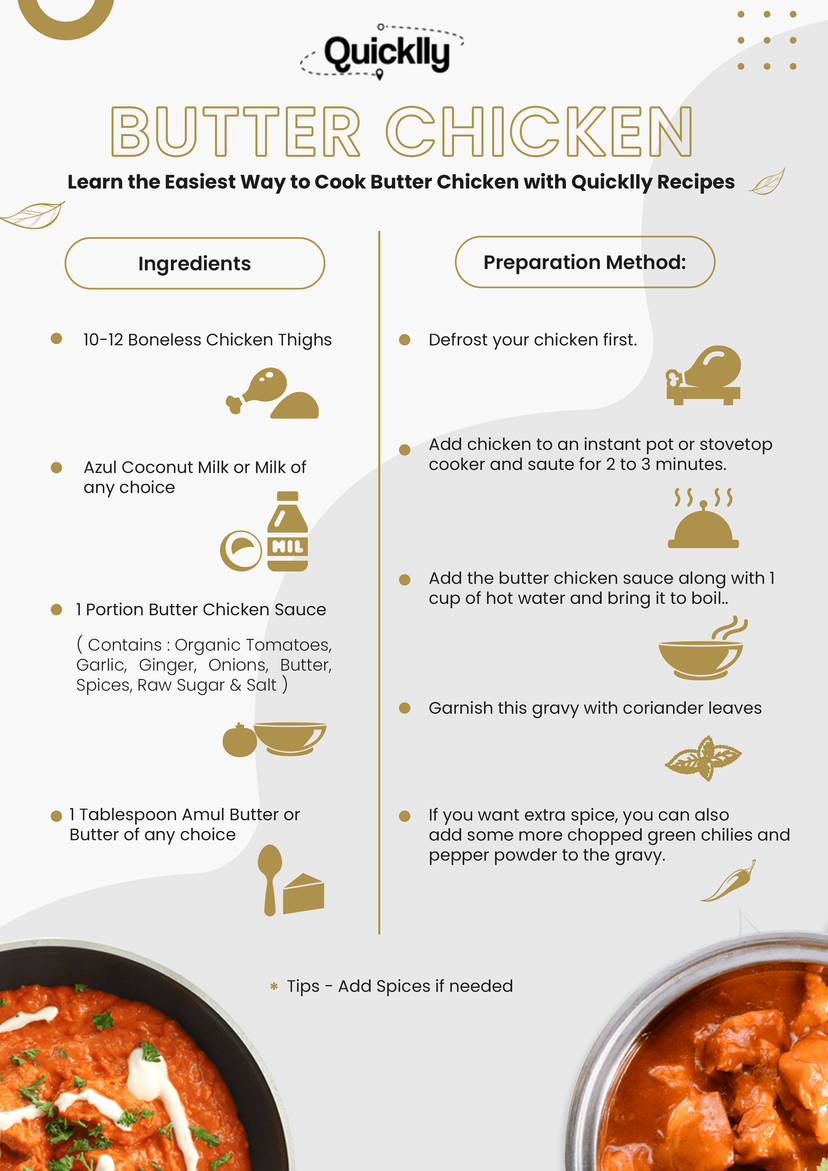 Quicklly
BUTTER CHICKEN
Learn the Easiest Way to Cook Butter Chicken with Quicklly Recipes
Ingredients
10-12 Boneless Chicken Thighs
Azul Coconut Milk or Milk of
any choice
MIL
1 Portion Butter Chicken Sauce
( Contains : Organic Tomatoes,
Garlic, Ginger, Onions, Butter,
Spices, Raw Sugar & Salt )
1 Tablespoon Amul Butter or
Butter of any choice
Preparation Method:
Defrost your chicken first.
Add chicken to an instant pot or stovetop
cooker and saute for 2 to 3 minutes.
Add the butter chicken sauce along with 1
cup of hot water and bring it to boil..
Garnish this gravy with coriander leaves
If you want extra spice, you can also
add some more chopped green chilies and
pepper powder to the gravy.
* Tips - Add Spices if needed